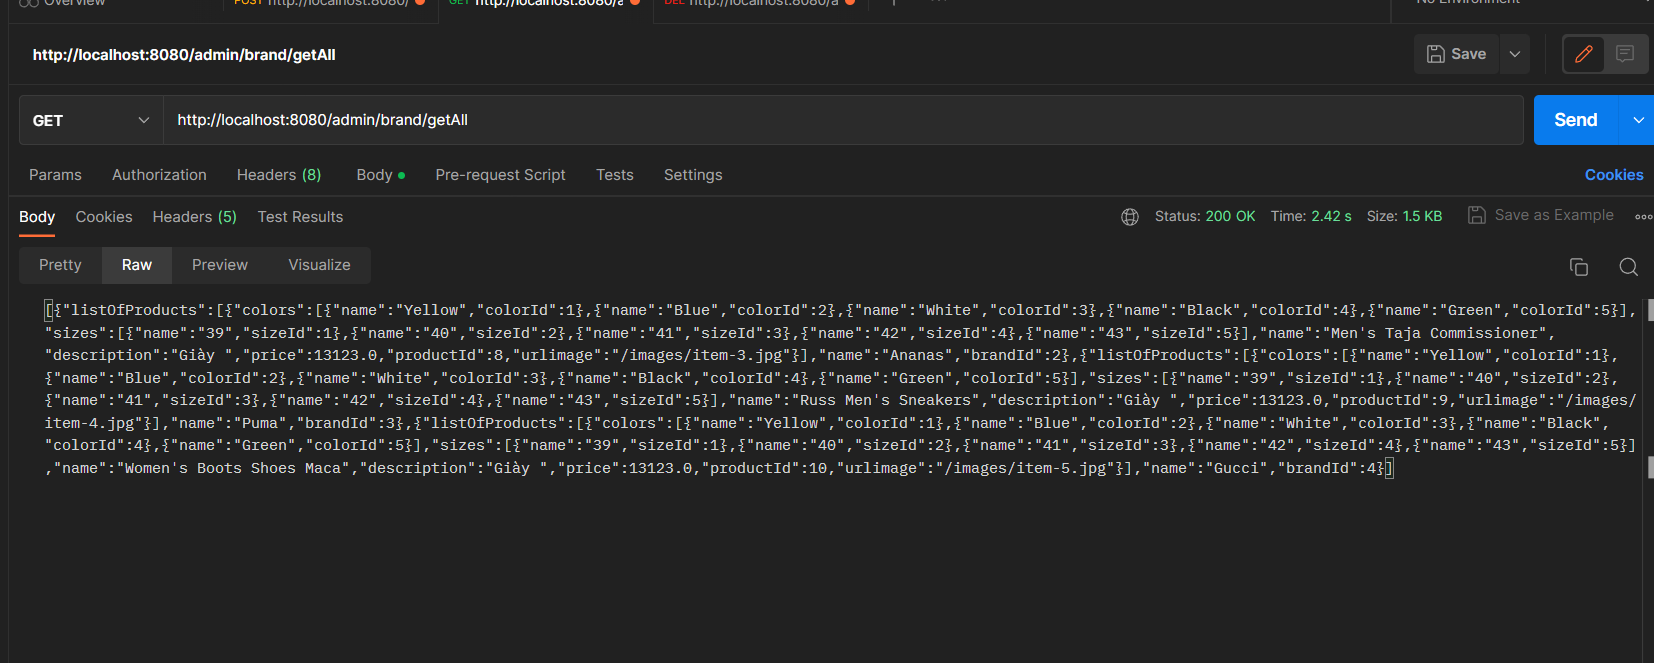 Overview POST http://localhost:8080/ GET http://localhost:8080/a DEL http://localhost:8080/a No Environment
http://localhost:8080/admin/brand/getAll Save
GET http://localhost:8080/admin/brand/getAll Send
Params Authorization Headers (8) Body Pre-request Script Tests Settings Cookies
Body Cookies Headers (5) Test Results Status: 200 OK Time: 2.42 s Size: 1.5 KB Save as Example
Pretty Raw Preview Visualize
[{"listOfProducts":[{"colors":[{"name":"Yellow","colorId":1},{"name":"Blue","colorId":2},{"name":"White","colorId":3},{"name":"Black","colorId":4},{"name":"Green","colorId":5}],
"sizes":[{"name":"39","sizeId":1},{"name":"40","sizeId":2},{"name":"41","sizeId":3},{"name":"42","sizeId":4},{"name":"43","sizeId":5}],"name":"Men's Taja Commissioner",
"description":"Giày ","price":13123.0,"productId":8,"urlimage":"/images/item-3.jpg"}],"name":"Ananas","brandId":2},{"listOfProducts":[{"colors":[{"name":"Yellow","colorId":1},
{"name":"Blue","colorId":2},{"name":"White","colorId":3},{"name":"Black","colorId":4},{"name":"Green","colorId":5}],"sizes":[{"name":"39","sizeId":1},{"name":"40","sizeId":2},
{"name":"41","sizeId":3},{"name":"42","sizeId":4},{"name":"43","sizeId":5}],"name":"Russ Men's Sneakers","description":"Giày ","price":13123.0,"productId":9,"urlimage":"/images/
item-4.jpg"}],"name":"Puma","brandId":3},{"listOfProducts":[{"colors":[{"name":"Yellow","colorId":1},{"name":"Blue","colorId":2},{"name":"White","colorId":3},{"name":"Black",
"colorId":4},{"name":"Green","colorId":5}],"sizes":[{"name":"39","sizeId":1},{"name":"40","sizeId":2},{"name":"41","sizeId":3},{"name":"42","sizeId":4},{"name":"43","sizeId":5}]
,"name":"Women's Boots Shoes Maca","description":"Giày ","price":13123.0,"productId":10,"urlimage":"/images/item-5.jpg"}],"name":"Gucci","brandId":4}]